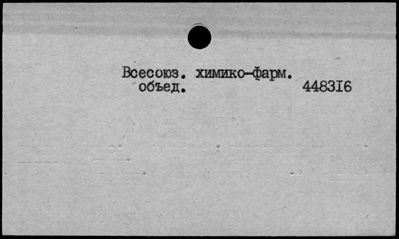 Всесоюз. химико-фарм.
объед. 448316